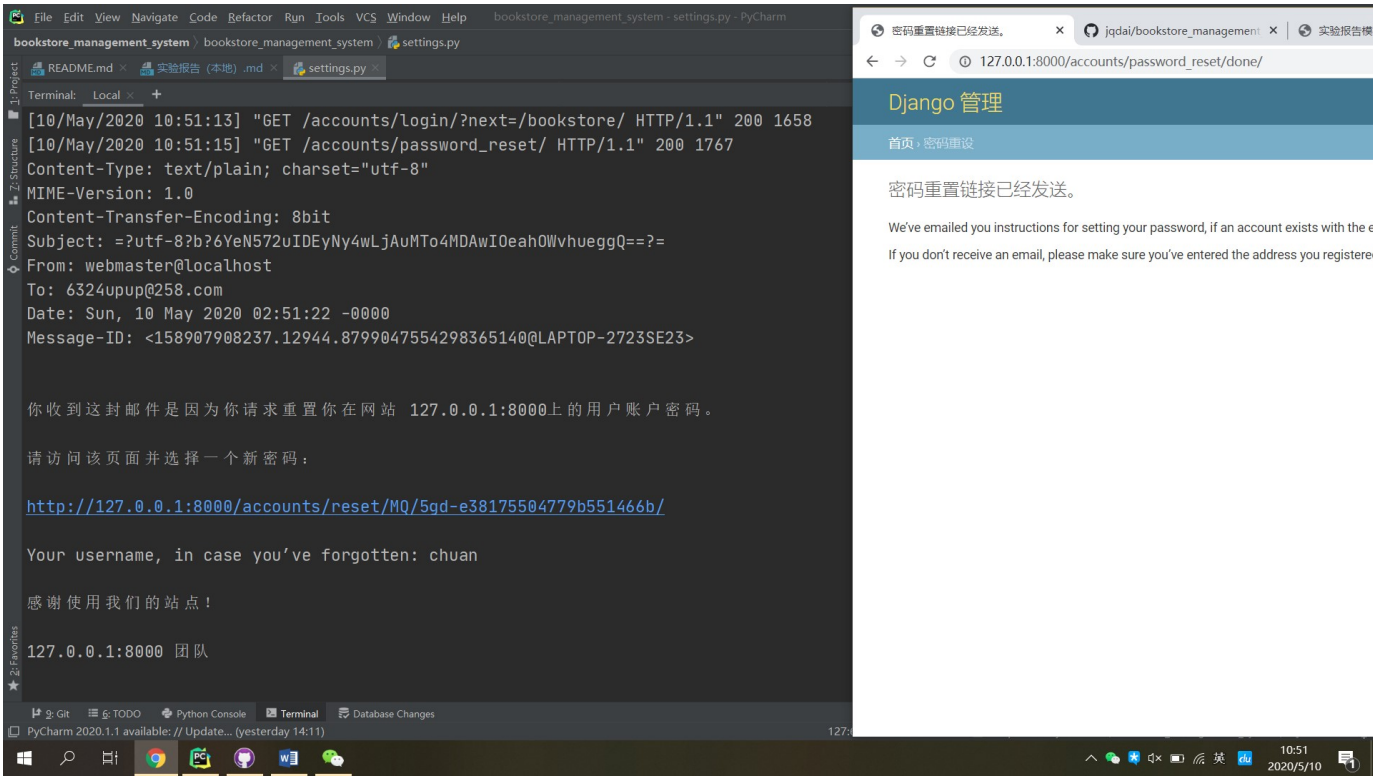 File Edit View Navigate Code Refactor Run Tools VCS Window Help bookstore_management_system - settings.py - PyCharm
bookstore_management_system 〉 bookstore_management_system 〉 settings.py
README.md × 实验报告（本地）.md × settings.py ×
1: Project
Terminal: Local × +
[10/May/2020 10:51:13] "GET /accounts/login/?next=/bookstore/ HTTP/1.1" 200 1658
[10/May/2020 10:51:15] "GET /accounts/password_reset/ HTTP/1.1" 200 1767
Content-Type: text/plain; charset="utf-8"
MIME-Version: 1.0
Content-Transfer-Encoding: 8bit
Subject: =?utf-8?b?6YeN572uIDEyNy4wLjAuMTo4MDAwIOeahOWvhueggQ==?=
From: webmaster@localhost
To: 6324upup@258.com
Date: Sun, 10 May 2020 02:51:22 -0000
Message-ID: <158907908237.12944.8799047554298365140@LAPTOP-2723SE23>
你收到这封邮件是因为你请求重置你在网站 127.0.0.1:8000上的用户账户密码。
请访问该页面并选择一个新密码：
http://127.0.0.1:8000/accounts/reset/MQ/5gd-e38175504779b551466b/
Your username, in case you’ve forgotten: chuan
感谢使用我们的站点！
127.0.0.1:8000 团队
Z: Structure
Commit
2: Favorites
9: Git 6: TODO Python Console Terminal Database Changes
PyCharm 2020.1.1 available: // Update... (yesterday 14:11)
密码重置链接已经发送。 × jqdai/bookstore_management × 实验报告模
127.0.0.1:8000/accounts/password_reset/done/
Django 管理
首页 › 密码重设
密码重置链接已经发送。
We've emailed you instructions for setting your password, if an account exists with the e
If you don't receive an email, please make sure you've entered the address you registere
英 du 10:51
2020/5/10 1